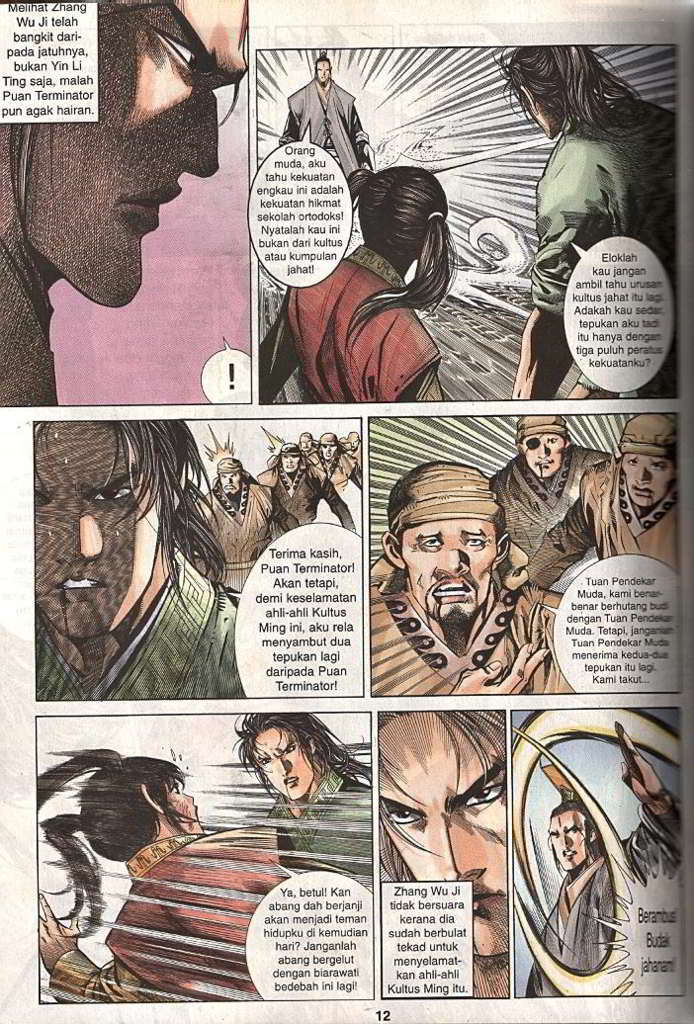 Melihat Zhang
Wu Ji telah
bangkit dari-
pada jatuhnya,
bukan Yin Li
Ting saja, malah
Puan Terminator
pun agak hairan.
!
Orang
muda, aku
tahu kekuatan
engkau ini adalah
kekuatan hikmat
sekolah ortodoks!
Nyatalah kau ini
bukan dari kultus
atau kumpulan
jahat!
Eloklah
kau jangan
ambil tahu urusan
kultus jahat itu lagi.
Adakah kau sedar,
tepukan aku tadi
itu hanya dengan
tiga puluh peratus
kekuatanku?
Terima kasih,
Puan Terminator!
Akan tetapi,
demi keselamatan
ahli-ahli Kultus
Ming ini, aku rela
menyambut dua
tepukan lagi
daripada Puan
Terminator!
Tuan Pendekar
Muda, kami benar-
benar berhutang budi
dengan Tuan Pendekar
Muda. Tetapi, janganlah
Tuan Pendekar Muda
menerima kedua-dua
tepukan itu lagi.
Kami takut...
Ya, betul! Kan
abang dah berjanji
akan menjadi teman
hidupku di kemudian
hari? Janganlah
abang bergelut
dengan biarawati
bedebah ini lagi!
Zhang Wu Ji
tidak bersuara
kerana dia
sudah berbulat
tekad untuk
menyelamat-
kan ahli-ahli
Kultus Ming itu.
Berambus!
Budak
jahanam!
12